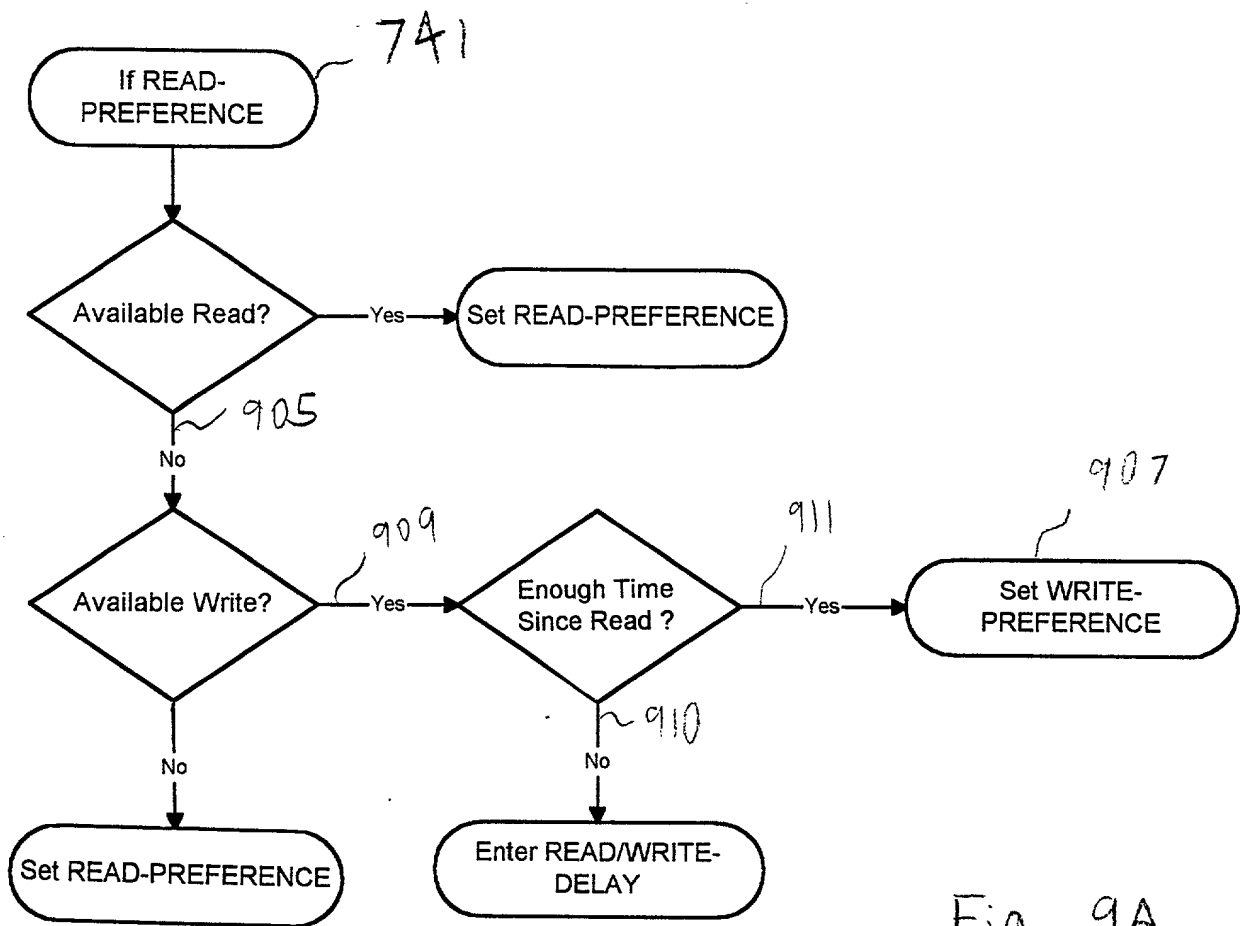 741
If READ-
PREFERENCE
Available Read?
Yes
Set READ-PREFERENCE
905
No
907
909
911
Available Write?
Yes
Enough Time
Since Read ?
Yes
Set WRITE-
PREFERENCE
910
No
No
Set READ-PREFERENCE
Enter READ/WRITE-
DELAY
Fig 9A